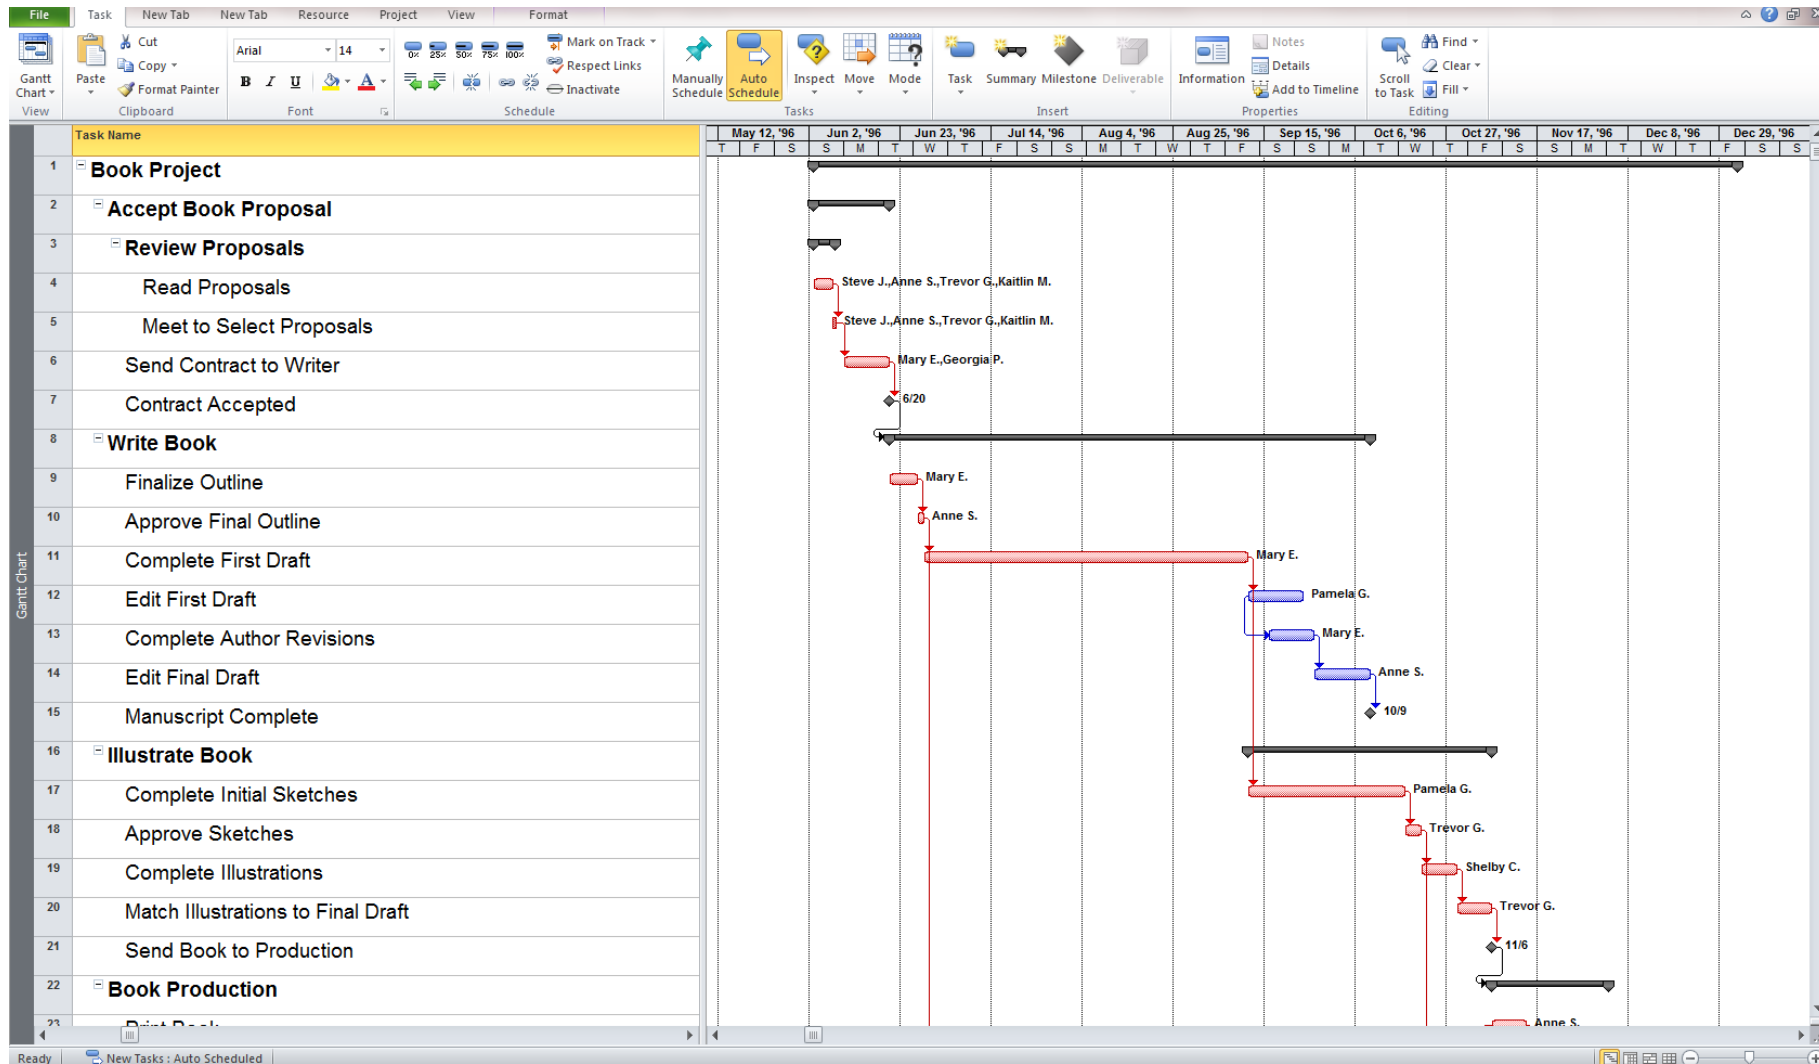 File Task New Tab New Tab Resource Project View Format
Gantt Chart
Paste
Cut
Copy
Format Painter
Arial 14
B I U A
0% 25% 50% 75% 100%
Mark on Track
Respect Links
Inactivate
Manually Schedule
Auto Schedule
Inspect Move Mode
Task Summary Milestone Deliverable
Information
Notes
Details
Add to Timeline
Scroll to Task
Find
Clear
Fill
View Clipboard Font Schedule Tasks Insert Properties Editing
Task Name
May 12, '96 Jun 2, '96 Jun 23, '96 Jul 14, '96 Aug 4, '96 Aug 25, '96 Sep 15, '96 Oct 6, '96 Oct 27, '96 Nov 17, '96 Dec 8, '96 Dec 29, '96
T F S S M T W T F S S M T W T F S S M T W T F S S M T W T F S S
1 Book Project
2 Accept Book Proposal
3 Review Proposals
4 Read Proposals Steve J.,Anne S.,Trevor G.,Kaitlin M.
5 Meet to Select Proposals Steve J.,Anne S.,Trevor G.,Kaitlin M.
6 Send Contract to Writer Mary E.,Georgia P.
7 Contract Accepted 6/20
8 Write Book
9 Finalize Outline Mary E.
10 Approve Final Outline Anne S.
11 Complete First Draft Mary E.
12 Edit First Draft Pamela G.
13 Complete Author Revisions Mary E.
14 Edit Final Draft Anne S.
15 Manuscript Complete 10/9
16 Illustrate Book
17 Complete Initial Sketches Pamela G.
18 Approve Sketches Trevor G.
19 Complete Illustrations Shelby C.
20 Match Illustrations to Final Draft Trevor G.
21 Send Book to Production 11/6
22 Book Production
23 Print Book Anne S.
Gantt Chart
Ready New Tasks : Auto Scheduled